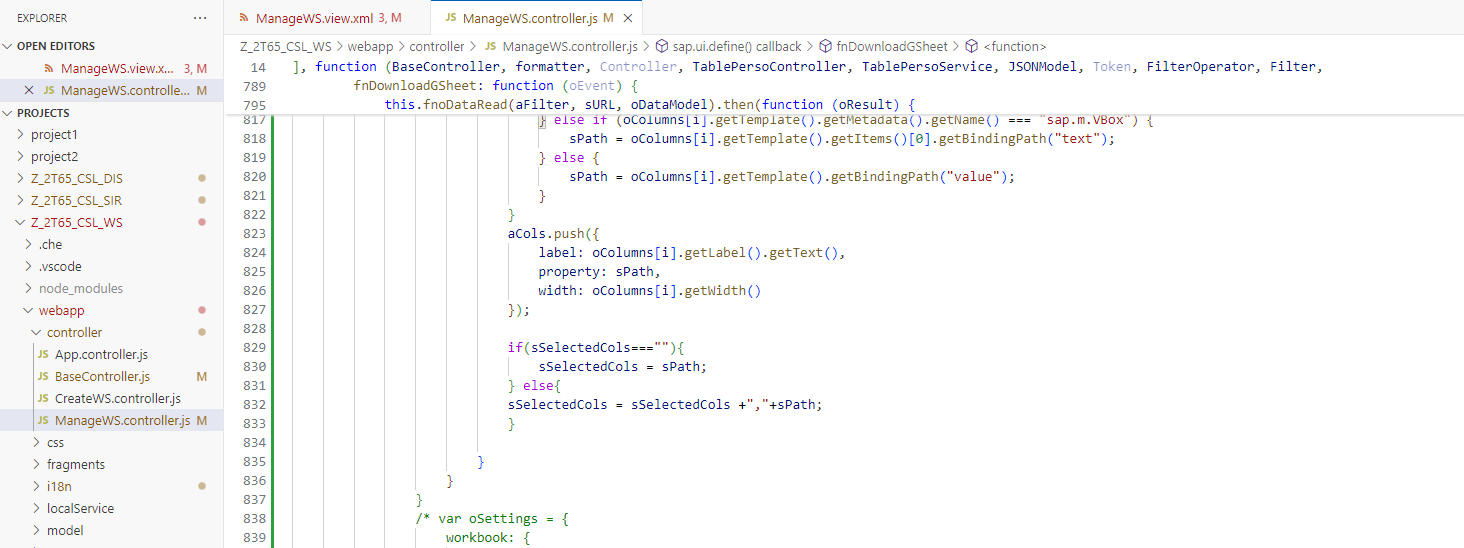 EXPLORER
OPEN EDITORS
ManageWS.view.x... 3, M
JS ManageWS.controlle... M
PROJECTS
project1
project2
Z_2T65_CSL_DIS
Z_2T65_CSL_SIR
Z_2T65_CSL_WS
.che
.vscode
node_modules
webapp
controller
JS App.controller.js
JS BaseController.js M
JS CreateWS.controller.js
JS ManageWS.controller.js M
css
fragments
i18n
localService
model
ManageWS.view.xml 3, M
JS ManageWS.controller.js M
Z_2T65_CSL_WS > webapp > controller > JS ManageWS.controller.js > sap.ui.define() callback > fnDownloadGSheet > <function>
14 ], function (BaseController, formatter, Controller, TablePersoController, TablePersoService, JSONModel, Token, FilterOperator, Filter,
789 fnDownloadGSheet: function (oEvent) {
795 this.fnoDataRead(aFilter, sURL, oDataModel).then(function (oResult) {
817 } else if (oColumns[i].getTemplate().getMetadata().getName() === "sap.m.VBox") {
818 sPath = oColumns[i].getTemplate().getItems()[0].getBindingPath("text");
819 } else {
820 sPath = oColumns[i].getTemplate().getBindingPath("value");
821 }
822 }
823 aCols.push({
824 label: oColumns[i].getLabel().getText(),
825 property: sPath,
826 width: oColumns[i].getWidth()
827 });
828
829 if(sSelectedCols===""){
830 sSelectedCols = sPath;
831 } else{
832 sSelectedCols = sSelectedCols +","+sPath;
833 }
834
835 }
836 }
837 }
838 /* var oSettings = {
839 workbook: {